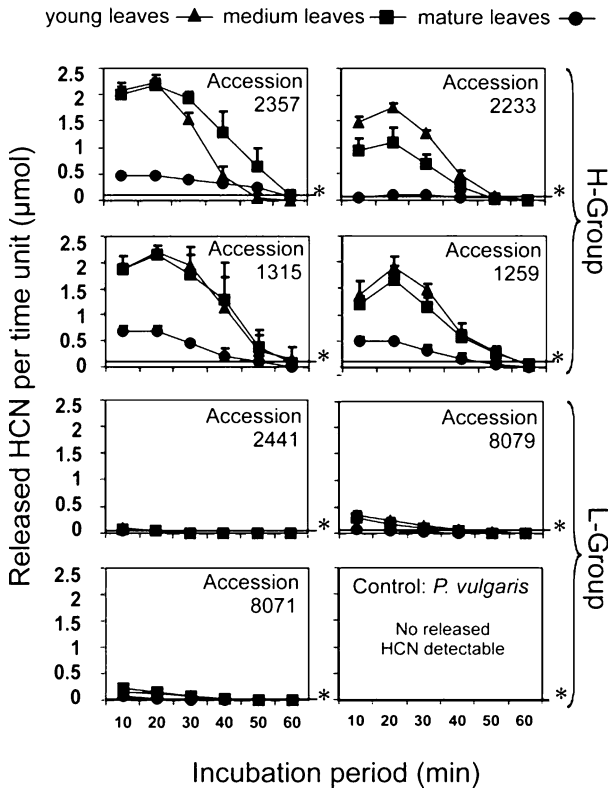 young leaves medium leaves mature leaves
Released HCN per time unit (µmol)
2.5
2
1.5
1
0.5
0
Accession
2357
*
Accession
2233
*
H-Group
2.5
2
1.5
1
0.5
0
Accession
1315
*
Accession
1259
*
2.5
2
1.5
1
0.5
0
Accession
2441
*
Accession
8079
*
L-Group
2.5
2
1.5
1
0.5
0
Accession
8071
*
Control: P. vulgaris
No released
HCN detectable
*
10 20 30 40 50 60
10 20 30 40 50 60
Incubation period (min)